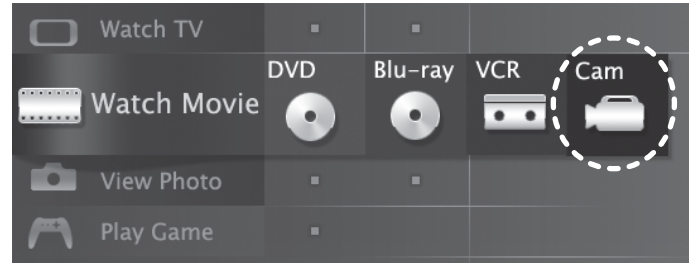 Watch TV
DVD Blu-ray VCR Cam
Watch Movie
View Photo
Play Game